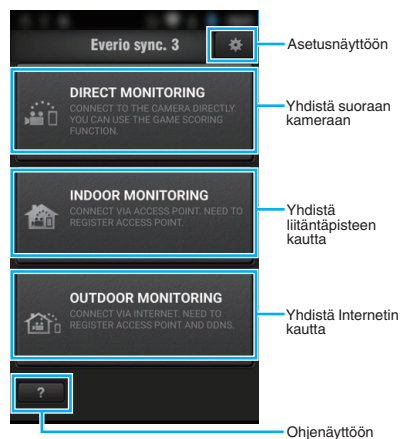 Everio sync. 3
Asetusnäyttöön
DIRECT MONITORING
CONNECT TO THE CAMERA DIRECTLY.
YOU CAN USE THE GAME SCORING
FUNCTION.
Yhdistä suoraan
kameraan
INDOOR MONITORING
CONNECT VIA ACCESS POINT. NEED TO
REGISTER ACCESS POINT.
Yhdistä
liitäntäpisteen
kautta
OUTDOOR MONITORING
CONNECT VIA INTERNET. NEED TO
REGISTER ACCESS POINT AND DDNS.
Yhdistä Internetin
kautta
?
Ohjenäyttöön